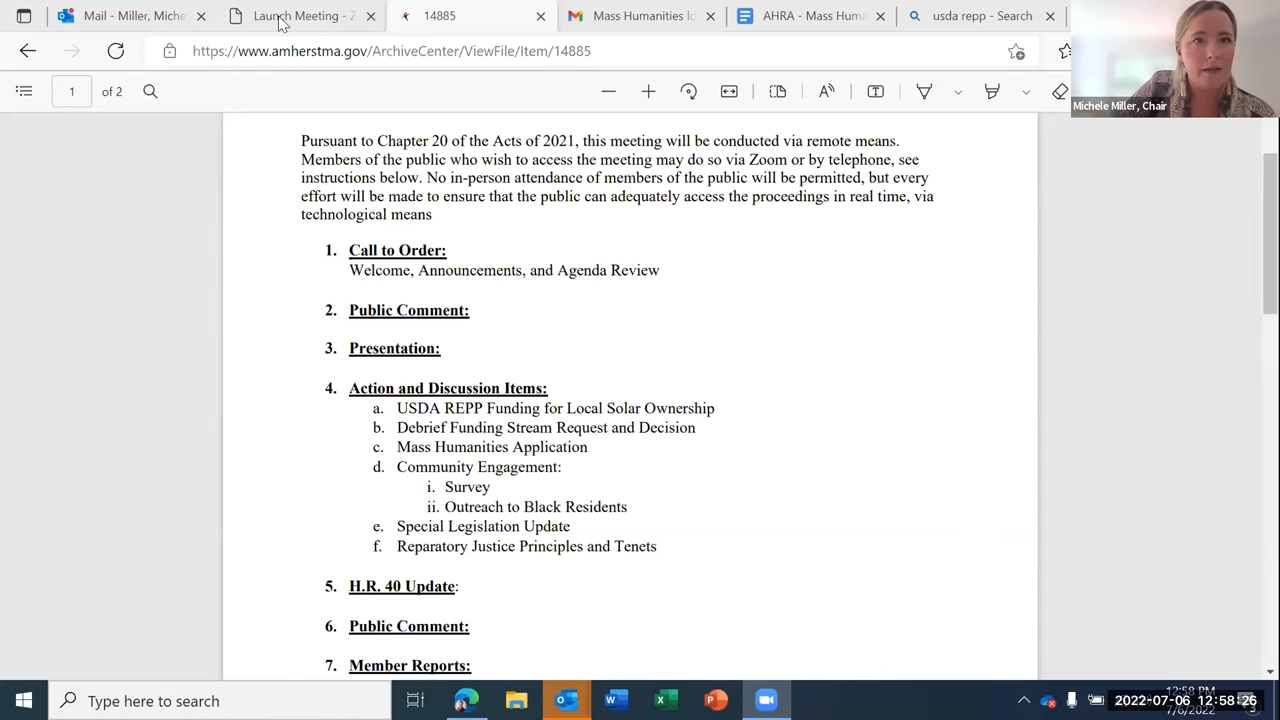 Mail - Miller, Miche
Launch Meeting - Z
14885
Mass Humanities Ic
AHRA - Mass Huma
usda repp - Search
https://www.amherstma.gov/ArchiveCenter/ViewFile/Item/14885
1 of 2
Michele Miller, Chair
Pursuant to Chapter 20 of the Acts of 2021, this meeting will be conducted via remote means.
Members of the public who wish to access the meeting may do so via Zoom or by telephone, see
instructions below. No in-person attendance of members of the public will be permitted, but every
effort will be made to ensure that the public can adequately access the proceedings in real time, via
technological means
1. Call to Order:
Welcome, Announcements, and Agenda Review
2. Public Comment:
3. Presentation:
4. Action and Discussion Items:
a. USDA REPP Funding for Local Solar Ownership
b. Debrief Funding Stream Request and Decision
c. Mass Humanities Application
d. Community Engagement:
i. Survey
ii. Outreach to Black Residents
e. Special Legislation Update
f. Reparatory Justice Principles and Tenets
5. H.R. 40 Update:
6. Public Comment:
7. Member Reports:
Type here to search
12:58 PM
2022-07-06 12:58:26
7/6/2022